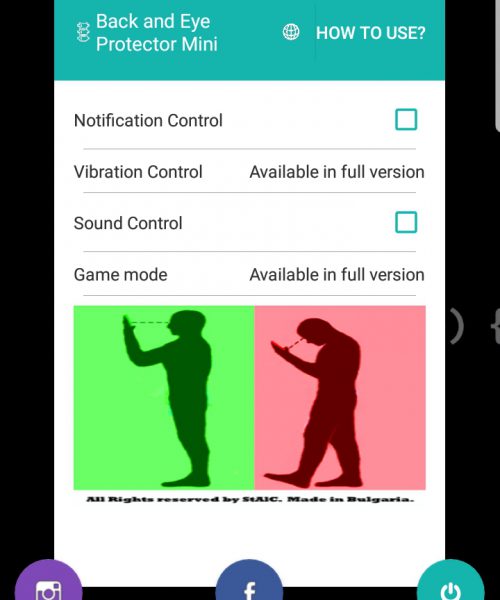 Back and Eye
Protector Mini
HOW TO USE?
Notification Control
Vibration Control Available in full version
Sound Control
Game mode Available in full version
All Rights reserved by StAlC. Made in Bulgaria.